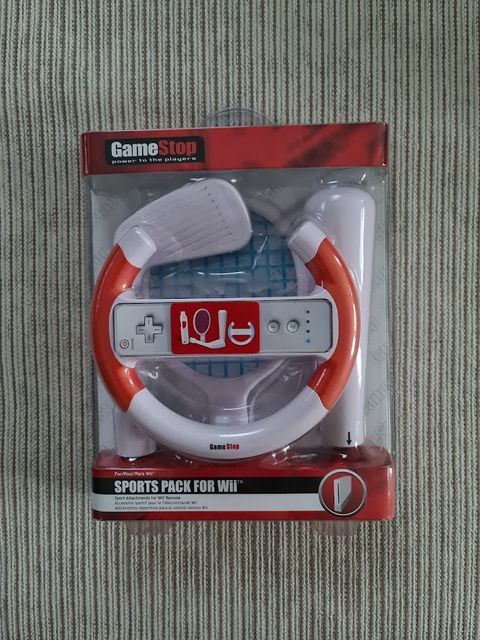 GameStop
power to the players
GameStop
For/Pour/Para Wii™
SPORTS PACK FOR Wii™
Sport Attachments for Wii Remote
Accessoire sportif pour la Télécommande Wii
Aditamentos deportivos para el control remoto Wii